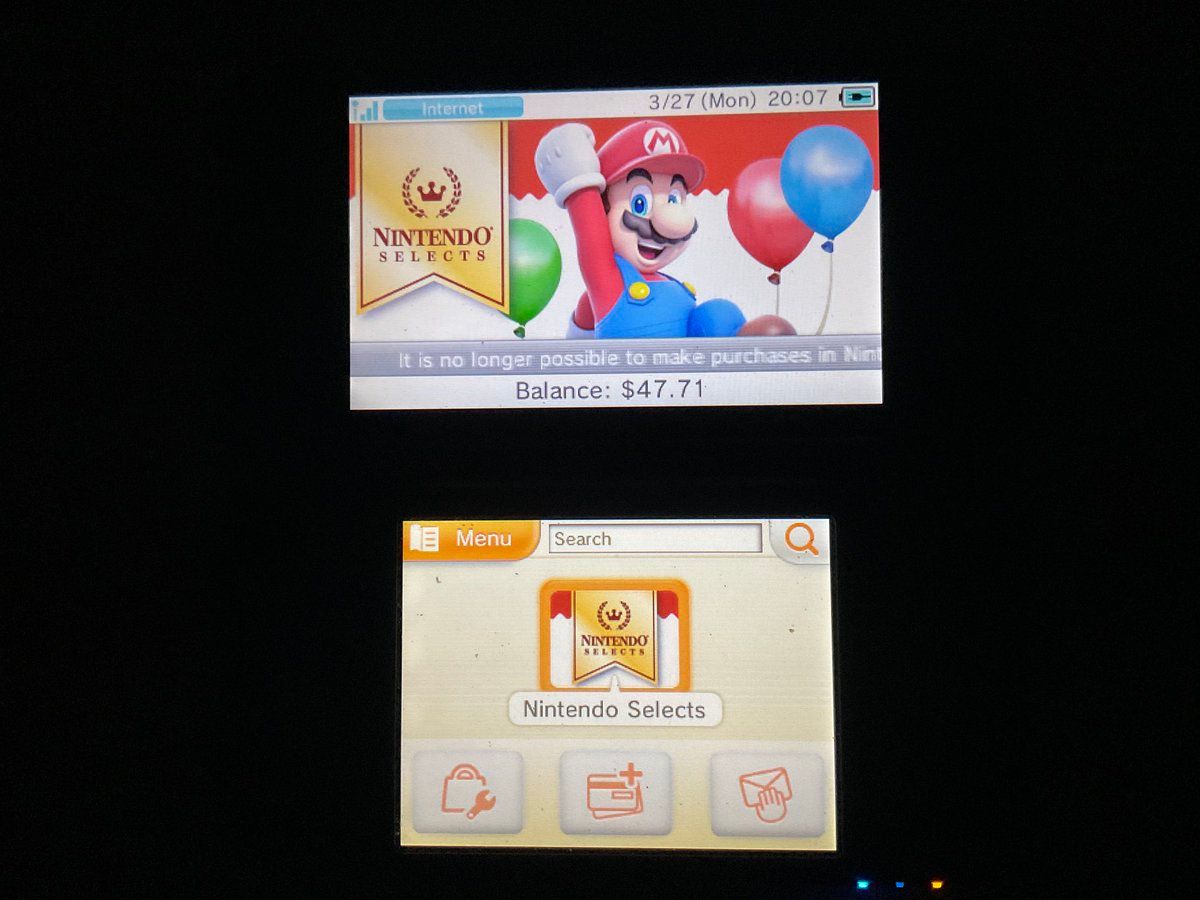 Internet
3/27 (Mon) 20:07
NINTENDO
SELECTS
M
It is no longer possible to make purchases in Nint
Balance: $47.71
Menu
Search
NINTENDO
SELECTS
Nintendo Selects